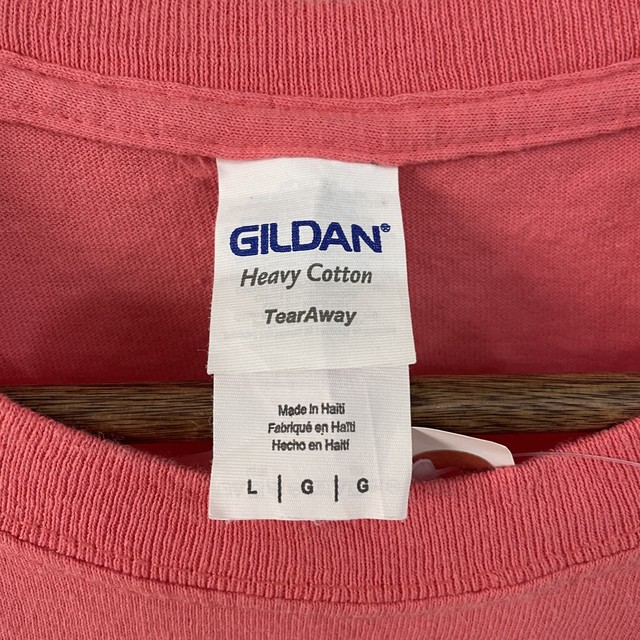 GILDAN®
Heavy Cotton
TearAway
Made in Haiti
Fabriqué en Haïti
Hecho en Haití
L | G | G